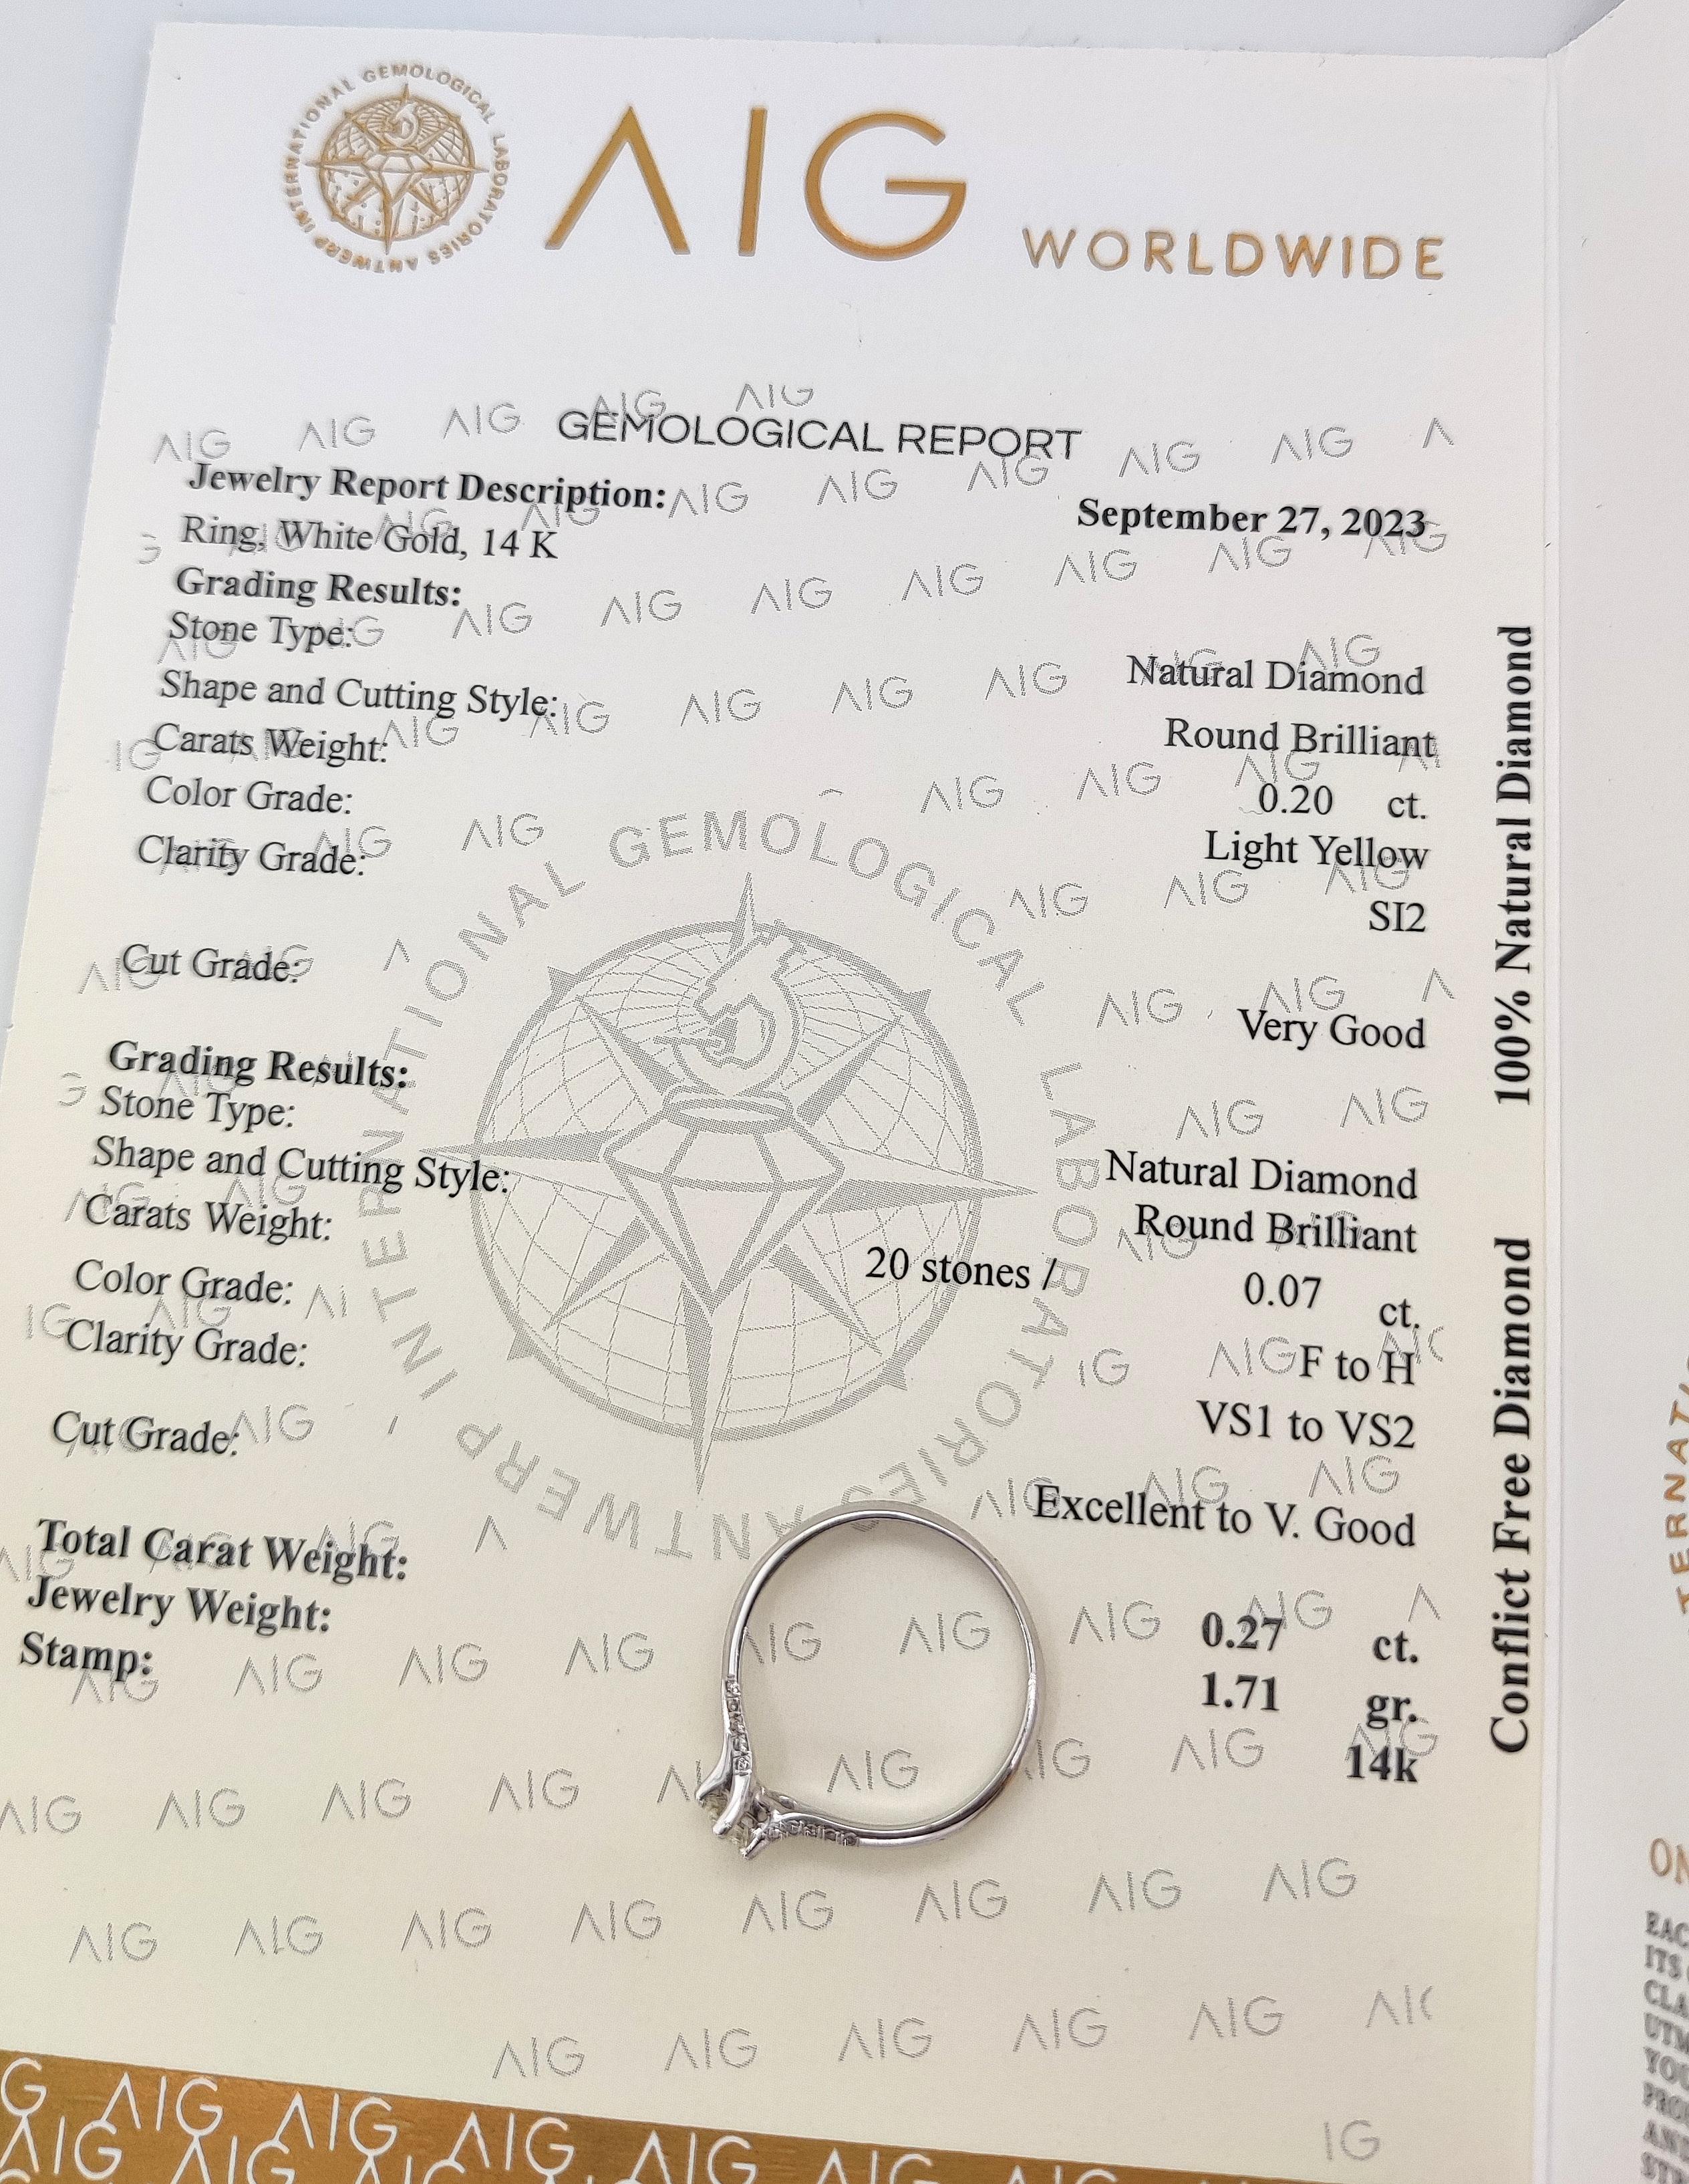 INTERNATIONAL GEMOLOGICAL LABORATORIES ANTWERP
AIG WORLDWIDE
GEMOLOGICAL REPORT
Jewelry Report Description:
September 27, 2023
Ring, White Gold, 14 K
Grading Results:
Stone Type: Natural Diamond
Shape and Cutting Style: Round Brilliant
Carats Weight: 0.20 ct.
Color Grade: Light Yellow
Clarity Grade: SI2
Cut Grade: Very Good
Grading Results:
Stone Type: Natural Diamond
Shape and Cutting Style: Round Brilliant
Carats Weight: 20 stones / 0.07 ct.
Color Grade: F to H
Clarity Grade: VS1 to VS2
Cut Grade: Excellent to V. Good
Total Carat Weight: 0.27 ct.
Jewelry Weight: 1.71 gr.
Stamp: 14k
100% Natural Diamond
Conflict Free Diamond
INTERNATIONAL GEMOLOGICAL LABORATORIES ANTWERP